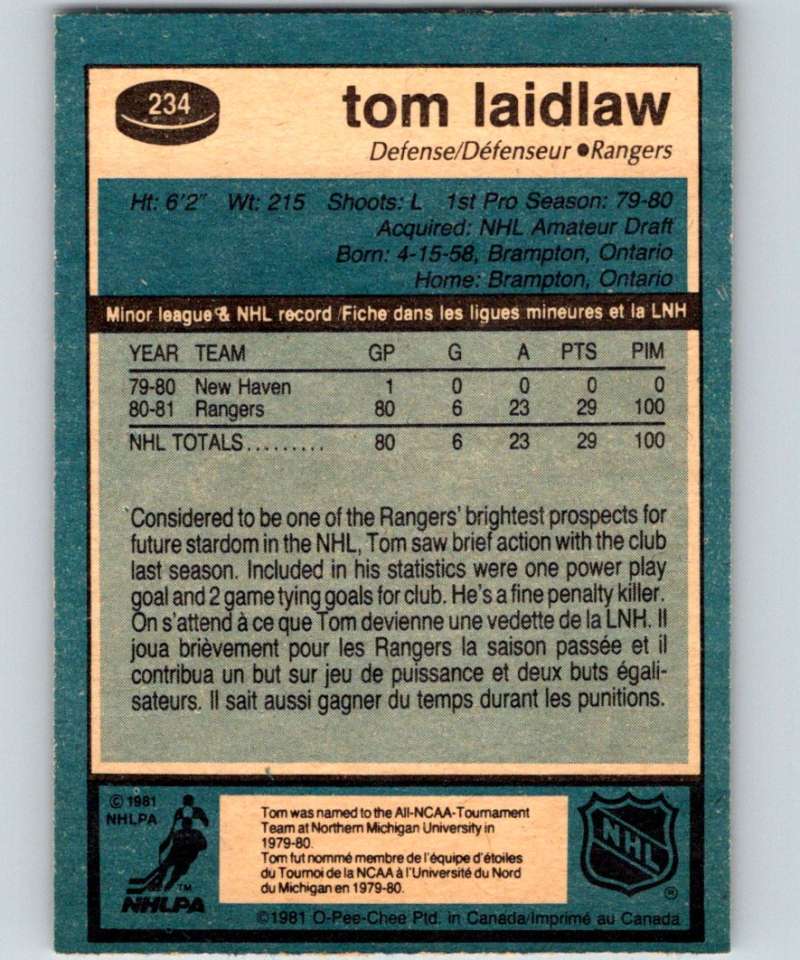 234
tom laidlaw
Defense/Défenseur ●Rangers
Ht: 6'2" Wt: 215 Shoots: L 1st Pro Season: 79-80
Acquired: NHL Amateur Draft
Born: 4-15-58, Brampton, Ontario
Home: Brampton, Ontario
Minor league & NHL record /Fiche dans les ligues mineures et la LNH
YEAR TEAM GP G A PTS PIM
79-80 New Haven 1 0 0 0 0
80-81 Rangers 80 6 23 29 100
NHL TOTALS......... 80 6 23 29 100
Considered to be one of the Rangers' brightest prospects for
future stardom in the NHL, Tom saw brief action with the club
last season. Included in his statistics were one power play
goal and 2 game tying goals for club. He's a fine penalty killer.
On s'attend à ce que Tom devienne une vedette de la LNH. Il
joua brièvement pour les Rangers la saison passée et il
contribua un but sur jeu de puissance et deux buts égali-
sateurs. Il sait aussi gagner du temps durant les punitions.
© 1981
NHLPA
TM
NHLPA
Tom was named to the All-NCAA-Tournament
Team at Northern Michigan University in
1979-80.
Tom fut nommé membre de l'équipe d'étoiles
du Tournoi de la NCAA à l'Université du Nord
du Michigan en 1979-80.
NHL
®
©1981 O-Pee-Chee Ptd. in Canada/Imprimé au Canada